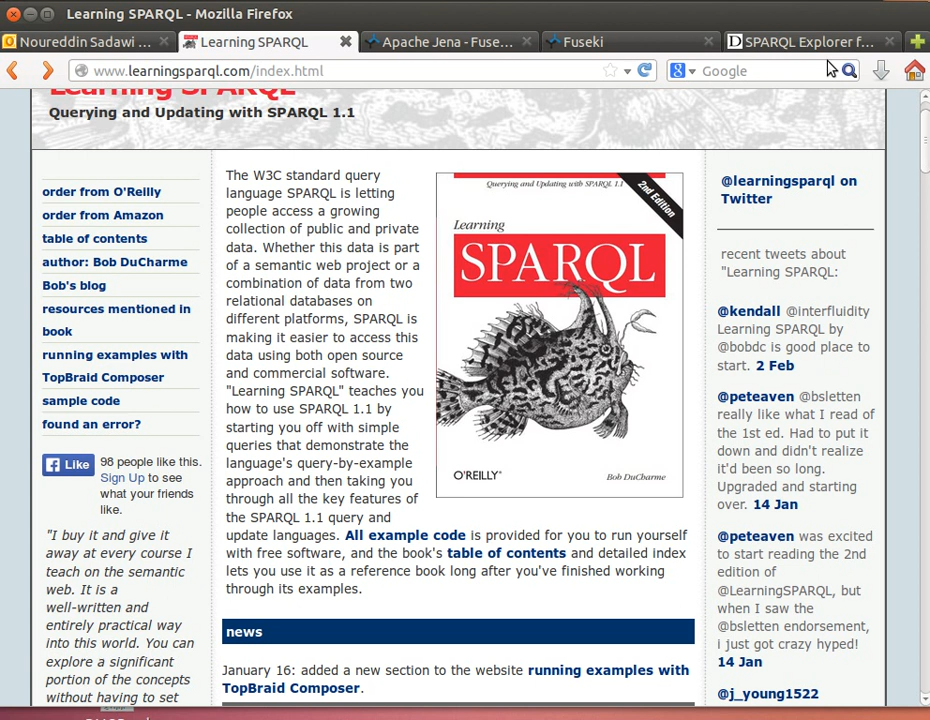 Learning SPARQL - Mozilla Firefox
Noureddin Sadawi ...
Learning SPARQL
Apache Jena - Fuse...
Fuseki
SPARQL Explorer f...
www.learningsparql.com/index.html
Google
Learning SPARQL
Querying and Updating with SPARQL 1.1
order from O'Reilly
order from Amazon
table of contents
author: Bob DuCharme
Bob's blog
resources mentioned in
book
running examples with
TopBraid Composer
sample code
found an error?
Like
98 people like this.
Sign Up to see
what your friends
like.
"I buy it and give it
away at every course I
teach on the semantic
web. It is a
well-written and
entirely practical way
into this world. You can
explore a significant
portion of the concepts
without having to set
The W3C standard query
language SPARQL is letting
people access a growing
collection of public and private
data. Whether this data is part
of a semantic web project or a
combination of data from two
relational databases on
different platforms, SPARQL is
making it easier to access this
data using both open source
and commercial software.
"Learning SPARQL" teaches you
how to use SPARQL 1.1 by
starting you off with simple
queries that demonstrate the
language's query-by-example
approach and then taking you
through all the key features of
the SPARQL 1.1 query and
update languages. All example code is provided for you to run yourself
with free software, and the book's table of contents and detailed index
lets you use it as a reference book long after you've finished working
through its examples.
Querying and Updating with SPARQL 1.1
2nd Edition
Learning
SPARQL
O'REILLY®
Bob DuCharme
news
January 16: added a new section to the website running examples with
TopBraid Composer.
@learningsparql on
Twitter
recent tweets about
"Learning SPARQL:
@kendall @interfluidity
Learning SPARQL by
@bobdc is good place to
start. 2 Feb
@peteaven @bsletten
really like what I read of
the 1st ed. Had to put it
down and didn't realize
it'd been so long.
Upgraded and starting
over. 14 Jan
@peteaven was excited
to start reading the 2nd
edition of
@LearningSPARQL, but
when I saw the
@bsletten endorsement,
i just got crazy hyped!
14 Jan
@j_young1522